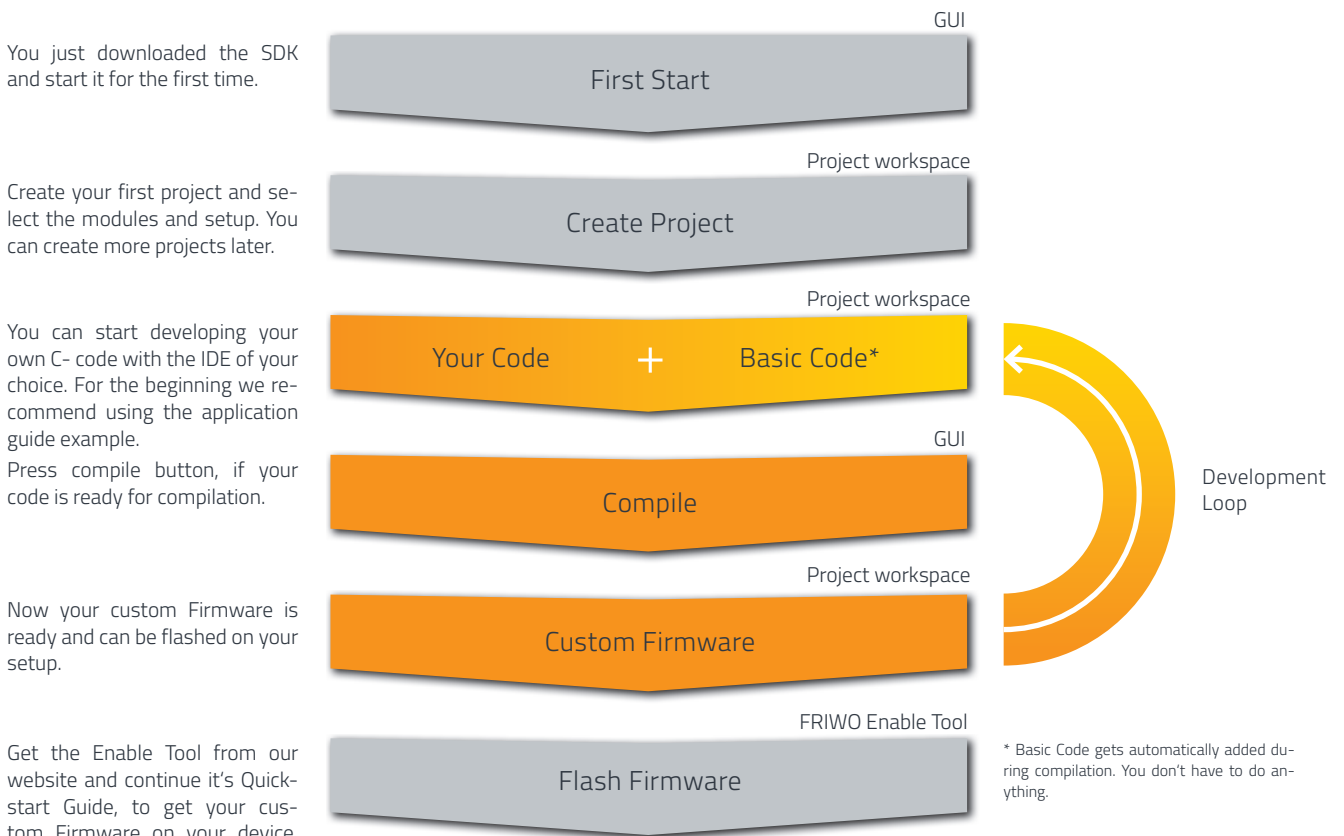 GUI
You just downloaded the SDK
and start it for the first time.
First Start
Project workspace
Create your first project and se-
lect the modules and setup. You
can create more projects later.
Create Project
Project workspace
You can start developing your
own C- code with the IDE of your
choice. For the beginning we re-
commend using the application
guide example.
Your Code + Basic Code*
GUI
Press compile button, if your
code is ready for compilation.
Compile
Development
Loop
Project workspace
Now your custom Firmware is
ready and can be flashed on your
setup.
Custom Firmware
FRIWO Enable Tool
Get the Enable Tool from our
website and continue it's Quick-
start Guide, to get your cus-
tom Firmware on your device.
Flash Firmware
* Basic Code gets automatically added du-
ring compilation. You don't have to do an-
ything.